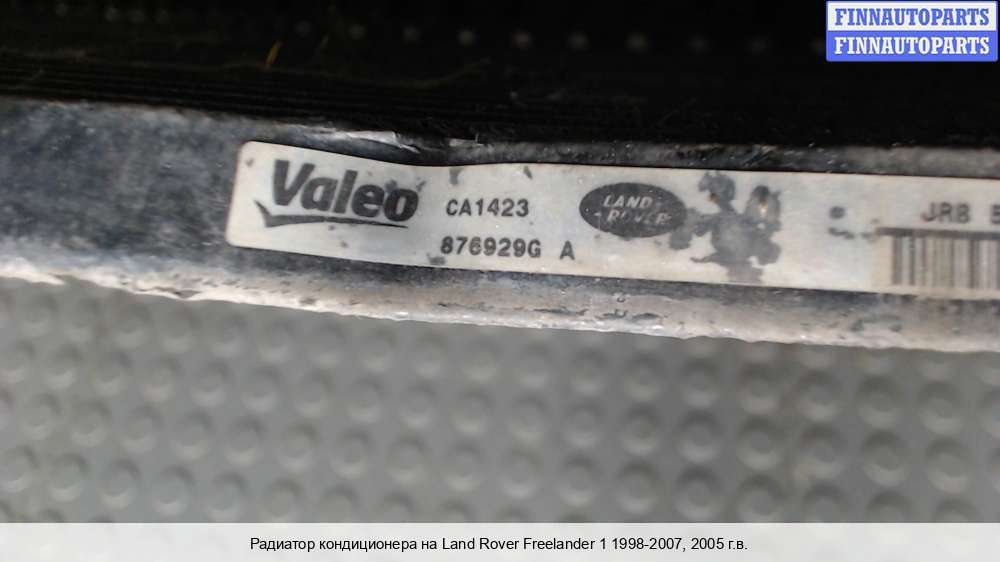 FINNAUTOPARTS
FINNAUTOPARTS
Valeo
CA1423
876929G A
LAND
ROVER
JRB
Радиатор кондиционера на Land Rover Freelander 1 1998-2007, 2005 г.в.